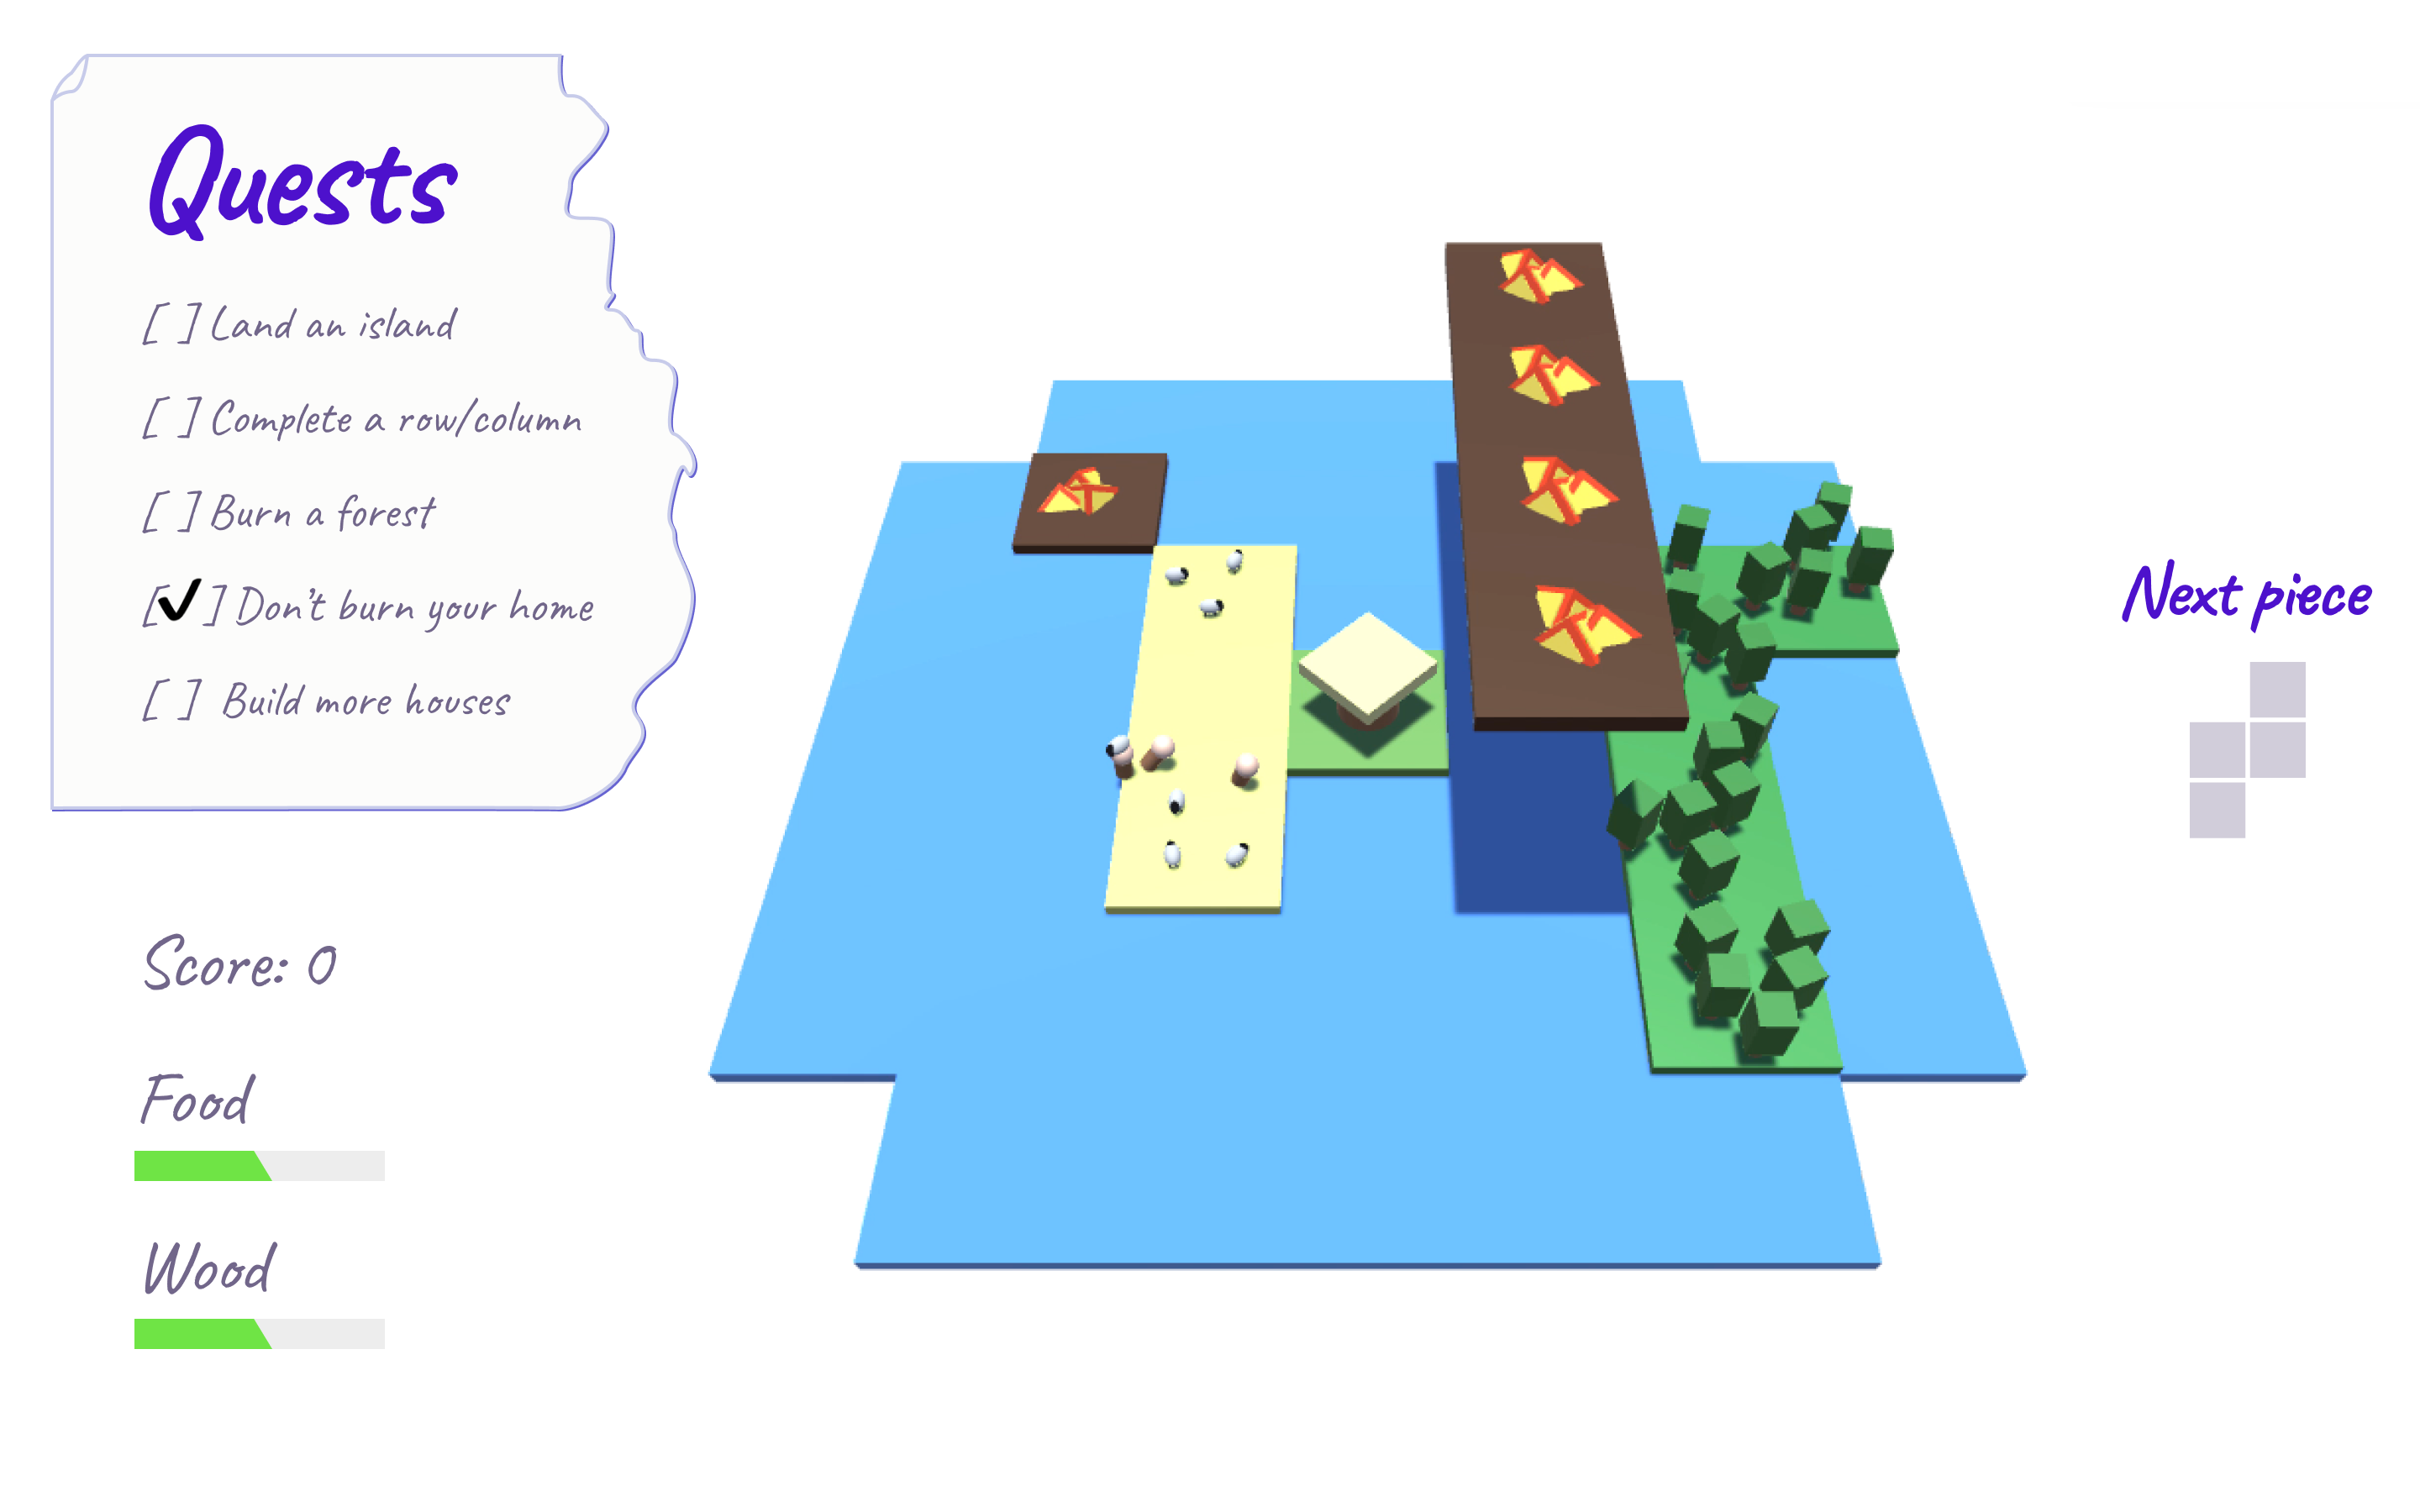 Quests
[ ] Land an island
[ ] Complete a row/column
[ ] Burn a forest
[✓] Don't burn your home
[ ] Build more houses
Next piece
Score: 0
Food
Wood